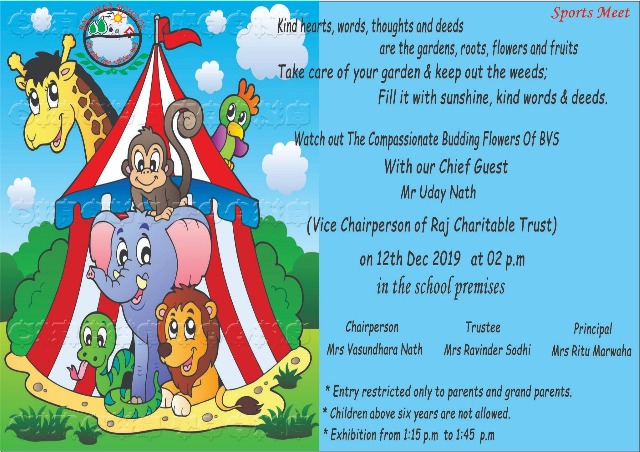 Sports Meet
Kind hearts, words, thoughts and deeds
are the gardens, roots, flowers and fruits
Take care of your garden & keep out the weeds;
Fill it with sunshine, kind words & deeds.
Watch out The Compassionate Budding Flowers Of BVS
With our Chief Guest
Mr Uday Nath
(Vice Chairperson of Raj Charitable Trust)
on 12th Dec 2019 at 02 p.m
in the school premises
Chairperson Trustee Principal
Mrs Vasundhara Nath Mrs Ravinder Sodhi Mrs Ritu Marwaha
* Entry restricted only to parents and grand parents.
* Children above six years are not allowed.
* Exhibition from 1:15 p.m to 1:45 p.m